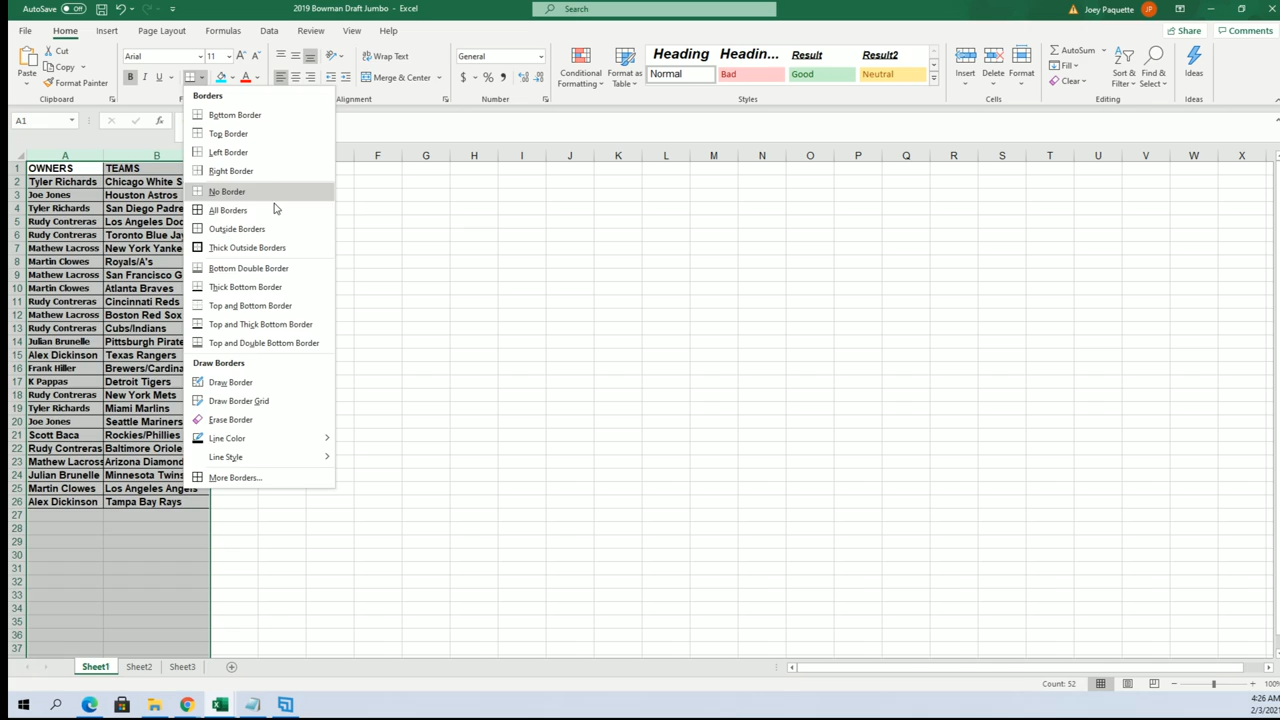 AutoSave Off
2019 Bowman Draft Jumbo - Excel
Search
Joey Paquette JP
File Home Insert Page Layout Formulas Data Review View Help
Share Comments
Cut
Copy
Format Painter
Paste
Clipboard
Arial 11
B I U
Wrap Text
Merge & Center
Alignment
General
$ % 9
Number
Conditional Formatting
Format as Table
Heading Headin... Result Result2
Normal Bad Good Neutral
Styles
Insert Delete Format
Cells
AutoSum
Fill
Clear
Sort & Filter
Find & Select
Editing
Ideas
Ideas
A1
fx
Borders
Bottom Border
Top Border
Left Border
Right Border
No Border
All Borders
Outside Borders
Thick Outside Borders
Bottom Double Border
Thick Bottom Border
Top and Bottom Border
Top and Thick Bottom Border
Top and Double Bottom Border
Draw Borders
Draw Border
Draw Border Grid
Erase Border
Line Color
Line Style
More Borders...
A B F G H I J K L M N O P Q R S T U V W X
1 OWNERS TEAMS
2 Tyler Richards Chicago White S
3 Joe Jones Houston Astros
4 Tyler Richards San Diego Padre
5 Rudy Contreras Los Angeles Doc
6 Rudy Contreras Toronto Blue Jay
7 Mathew Lacross New York Yanke
8 Martin Clowes Royals/A's
9 Mathew Lacross San Francisco G
10 Martin Clowes Atlanta Braves
11 Rudy Contreras Cincinnati Reds
12 Mathew Lacross Boston Red Sox
13 Rudy Contreras Cubs/Indians
14 Julian Brunelle Pittsburgh Pirate
15 Alex Dickinson Texas Rangers
16 Frank Hiller Brewers/Cardina
17 K Pappas Detroit Tigers
18 Rudy Contreras New York Mets
19 Tyler Richards Miami Marlins
20 Joe Jones Seattle Mariners
21 Scott Baca Rockies/Phillies
22 Rudy Contreras Baltimore Oriole
23 Mathew Lacross Arizona Diamond
24 Julian Brunelle Minnesota Twins
25 Martin Clowes Los Angeles Angels
26 Alex Dickinson Tampa Bay Rays
27
28
29
30
31
32
33
34
35
36
37
Sheet1 Sheet2 Sheet3
Count: 52
100%
4:26 AM
2/3/202